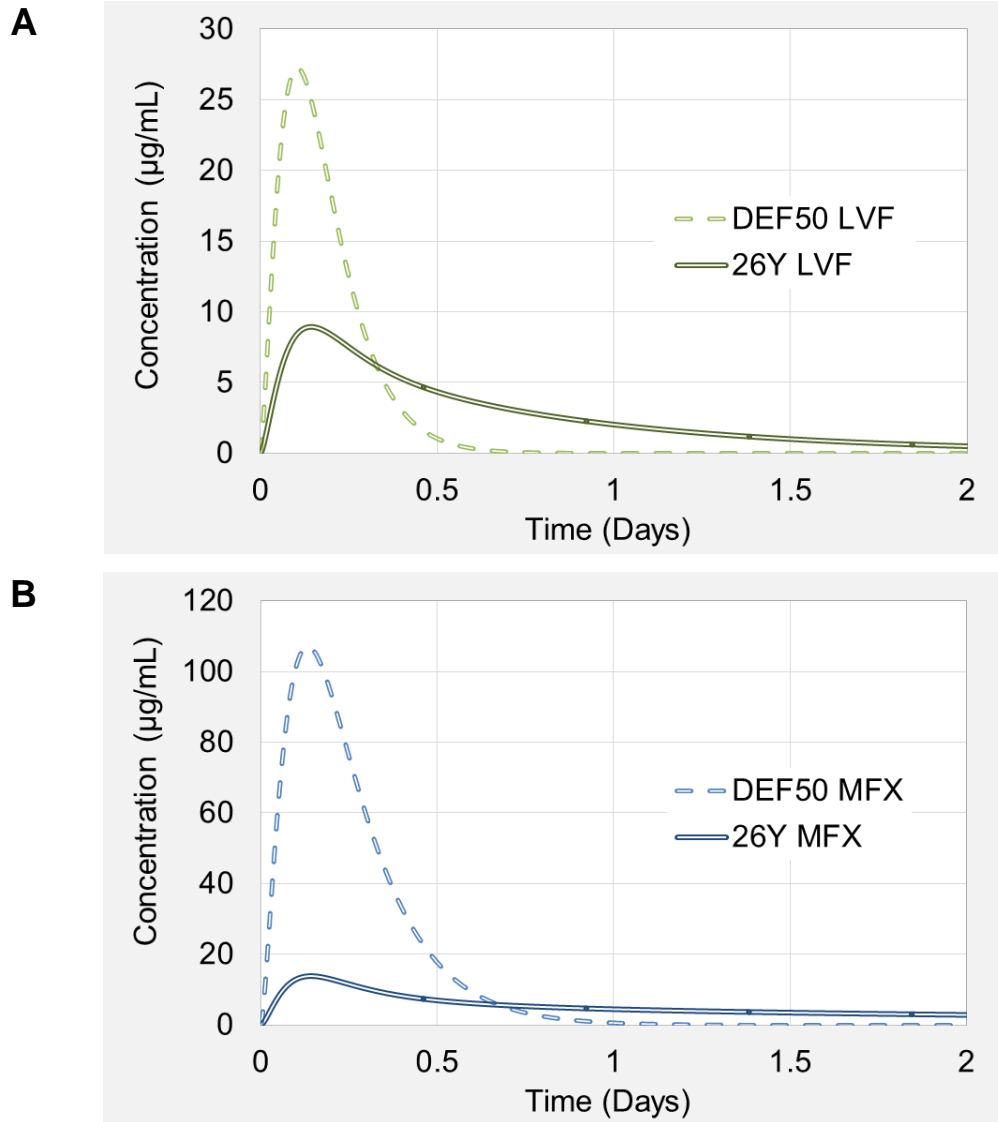 A
Concentration (µg/mL)
30
25
20
15
10
5
0
DEF50 LVF
26Y LVF
0
0.5
1
1.5
2
Time (Days)
B
Concentration (µg/mL)
120
100
80
60
40
20
0
DEF50 MFX
26Y MFX
0
0.5
1
1.5
2
Time (Days)